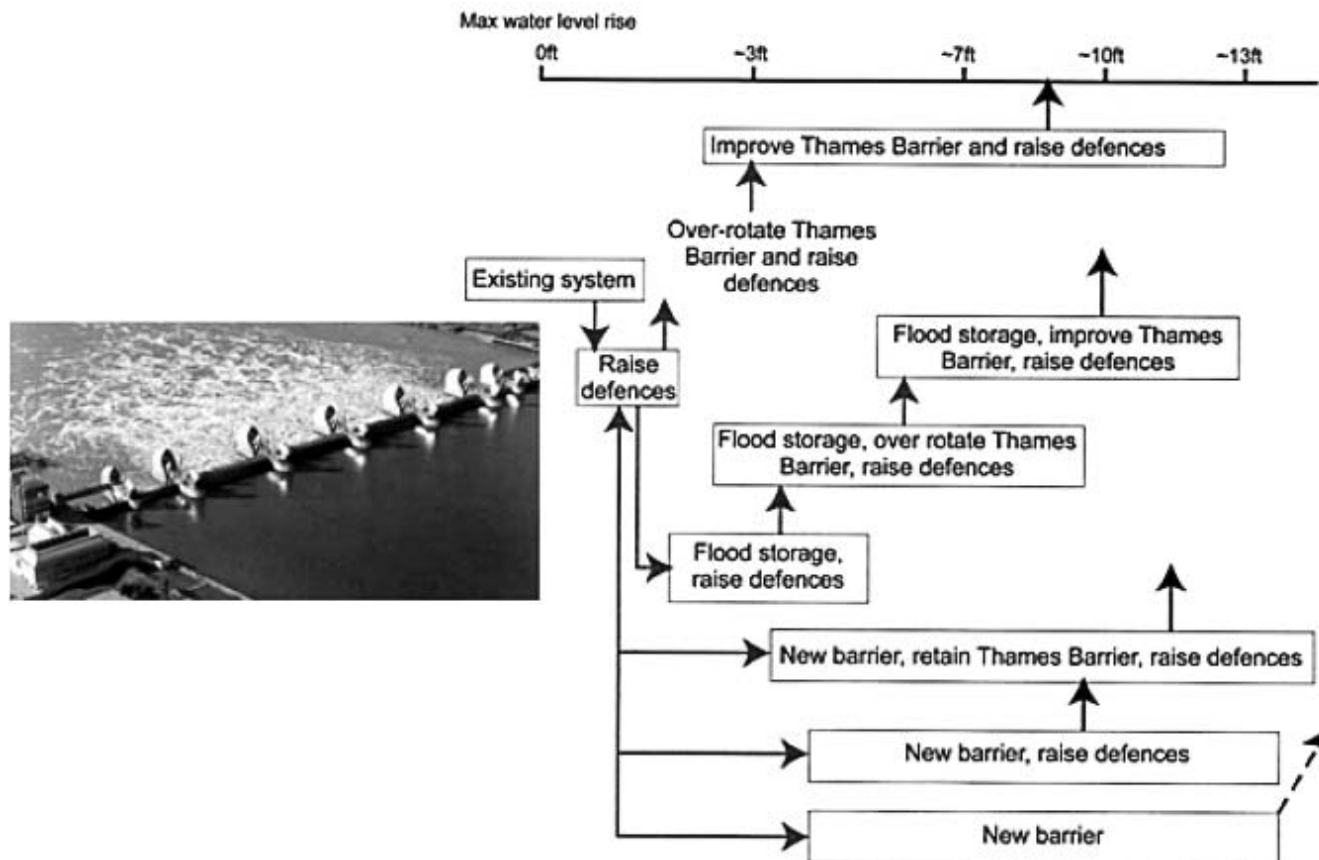 Max water level rise
0ft ~3ft ~7ft ~10ft ~13ft
Improve Thames Barrier and raise defences
Over-rotate Thames
Barrier and raise
defences
Existing system
Raise
defences
Flood storage, improve Thames
Barrier, raise defences
Flood storage, over rotate Thames
Barrier, raise defences
Flood storage,
raise defences
New barrier, retain Thames Barrier, raise defences
New barrier, raise defences
New barrier